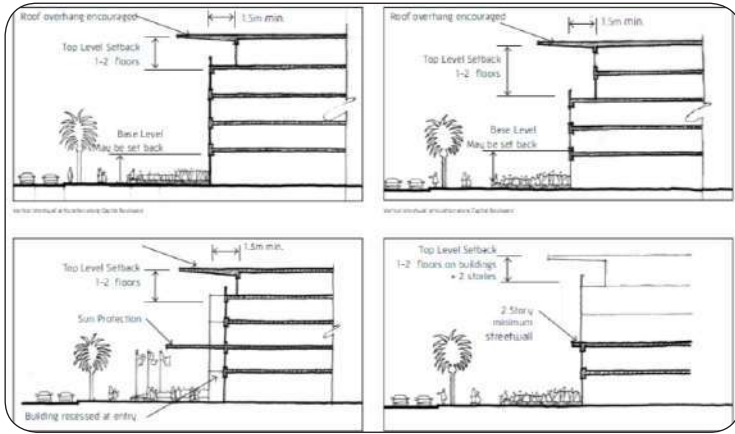 Roof overhang encouraged
1.5m min.
Top Level Setback
1-2 floors
Base Level
May be set back
Roof overhang encouraged
1.5m min.
Top Level Setback
1-2 floors
Base Level
May be set back
1.5m min.
Top Level Setback
1-2 floors
Sun Protection
Building recessed at entry
Top Level Setback
1-2 floors on buildings
+ 2 stories
2 Story
minimum
streetwall